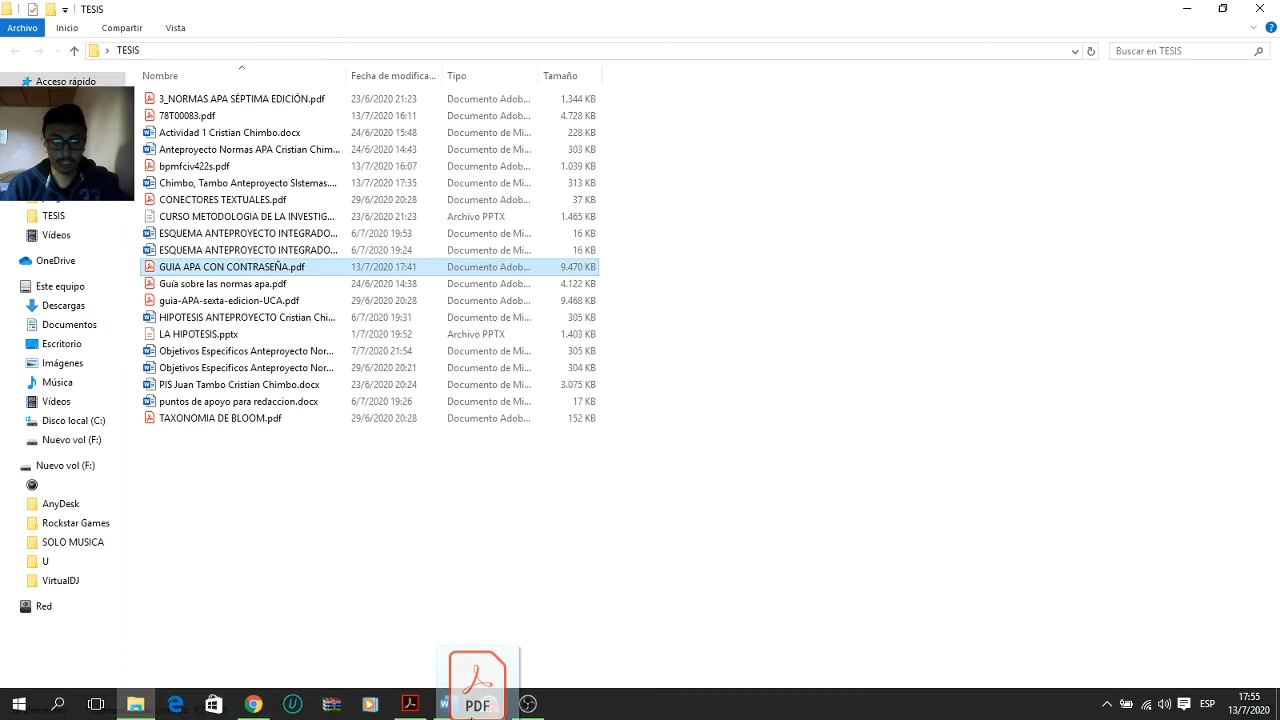 TESIS
Archivo Inicio Compartir Vista
TESIS Buscar en TESIS
Nombre Fecha de modifica... Tipo Tamaño
Acceso rápido
TESIS
Vídeos
OneDrive
Este equipo
Descargas
Documentos
Escritorio
Imágenes
Música
Vídeos
Disco local (C:)
Nuevo vol (F:)
Nuevo vol (F:)
AnyDesk
Rockstar Games
SOLO MUSICA
U
VirtualDJ
Red
3_NORMAS APA SÉPTIMA EDICIÓN.pdf 23/6/2020 21:23 Documento Adob... 1.344 KB
78T00083.pdf 13/7/2020 16:11 Documento Adob... 4.728 KB
Actividad 1 Cristian Chimbo.docx 24/6/2020 15:48 Documento de Mi... 228 KB
Anteproyecto Normas APA Cristian Chim... 24/6/2020 14:43 Documento de Mi... 303 KB
bpmfciv422s.pdf 13/7/2020 16:07 Documento Adob... 1.039 KB
Chimbo, Tambo Anteproyecto SIstemas.... 13/7/2020 17:35 Documento de Mi... 313 KB
CONECTORES TEXTUALES.pdf 29/6/2020 20:28 Documento Adob... 37 KB
CURSO METODOLOGIA DE LA INVESTIG... 23/6/2020 21:23 Archivo PPTX 1.465 KB
ESQUEMA ANTEPROYECTO INTEGRADO... 6/7/2020 19:53 Documento de Mi... 16 KB
ESQUEMA ANTEPROYECTO INTEGRADO... 6/7/2020 19:24 Documento de Mi... 16 KB
GUIA APA CON CONTRASEÑA.pdf 13/7/2020 17:41 Documento Adob... 9.470 KB
Guía sobre las normas apa.pdf 24/6/2020 14:38 Documento Adob... 4.122 KB
guia-APA-sexta-edicion-UCA.pdf 29/6/2020 20:28 Documento Adob... 9.468 KB
HIPOTESIS ANTEPROYECTO Cristian Chi... 6/7/2020 19:31 Documento de Mi... 305 KB
LA HIPOTESIS.pptx 1/7/2020 19:52 Archivo PPTX 1.403 KB
Objetivos Especificos Anteproyecto Nor... 7/7/2020 21:54 Documento de Mi... 305 KB
Objetivos Especificos Anteproyecto Nor... 29/6/2020 20:21 Documento de Mi... 304 KB
PIS Juan Tambo Cristian Chimbo.docx 23/6/2020 20:24 Documento de Mi... 3.075 KB
puntos de apoyo para redaccion.docx 6/7/2020 19:26 Documento de Mi... 17 KB
TAXONOMIA DE BLOOM.pdf 29/6/2020 20:28 Documento Adob... 152 KB
PDF
ESP
17:55
13/7/2020